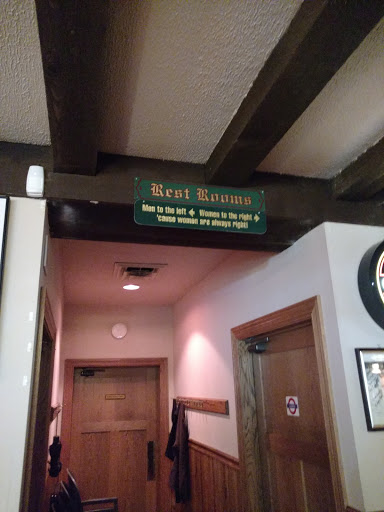 Rest Rooms
Men to the left ← Women to the right →
'cause women are always right!